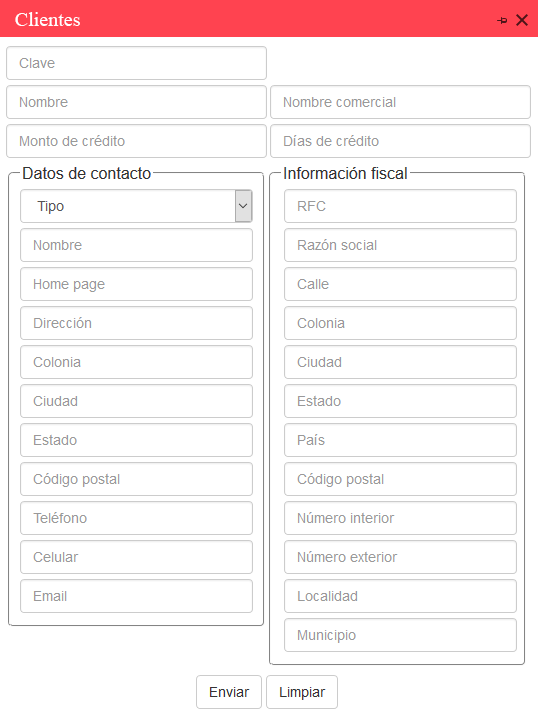 Clientes
Clave
Nombre
Nombre comercial
Monto de crédito
Días de crédito
Datos de contacto
Tipo
Nombre
Home page
Dirección
Colonia
Ciudad
Estado
Código postal
Teléfono
Celular
Email
Información fiscal
RFC
Razón social
Calle
Colonia
Ciudad
Estado
País
Código postal
Número interior
Número exterior
Localidad
Municipio
Enviar
Limpiar